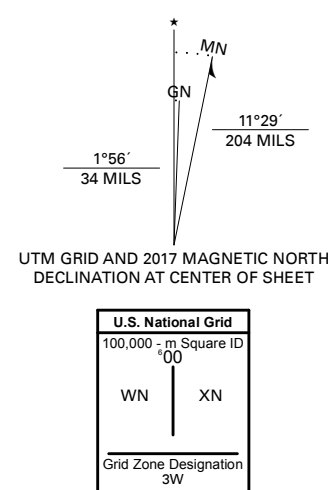 ★
MN
GN
11°29´
204 MILS
1°56´
34 MILS
UTM GRID AND 2017 MAGNETIC NORTH
DECLINATION AT CENTER OF SHEET
U.S. National Grid
100,000 - m Square ID
⁶00
WN XN
Grid Zone Designation
3W